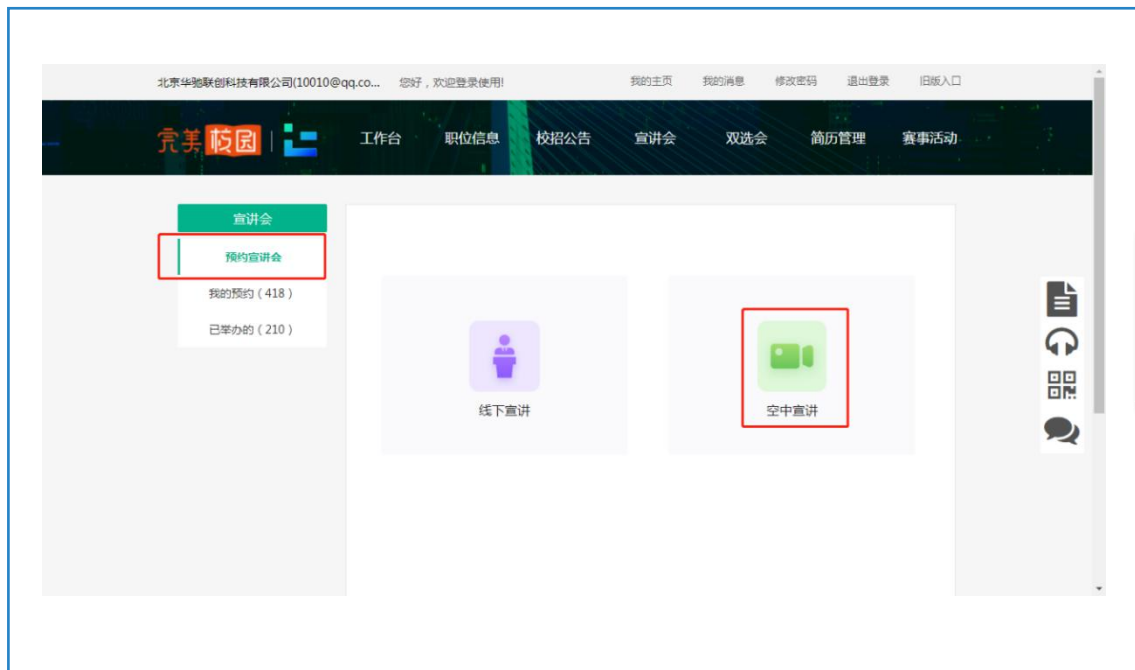 北京华驰联创科技有限公司(10010@qq.co... 您好，欢迎登录使用! 我的主页 我的消息 修改密码 退出登录 旧版入口
完美校园 工作台 职位信息 校招公告 宣讲会 双选会 简历管理 赛事活动
宣讲会
预约宣讲会
我的预约（418）
已举办的（210）
线下宣讲 空中宣讲